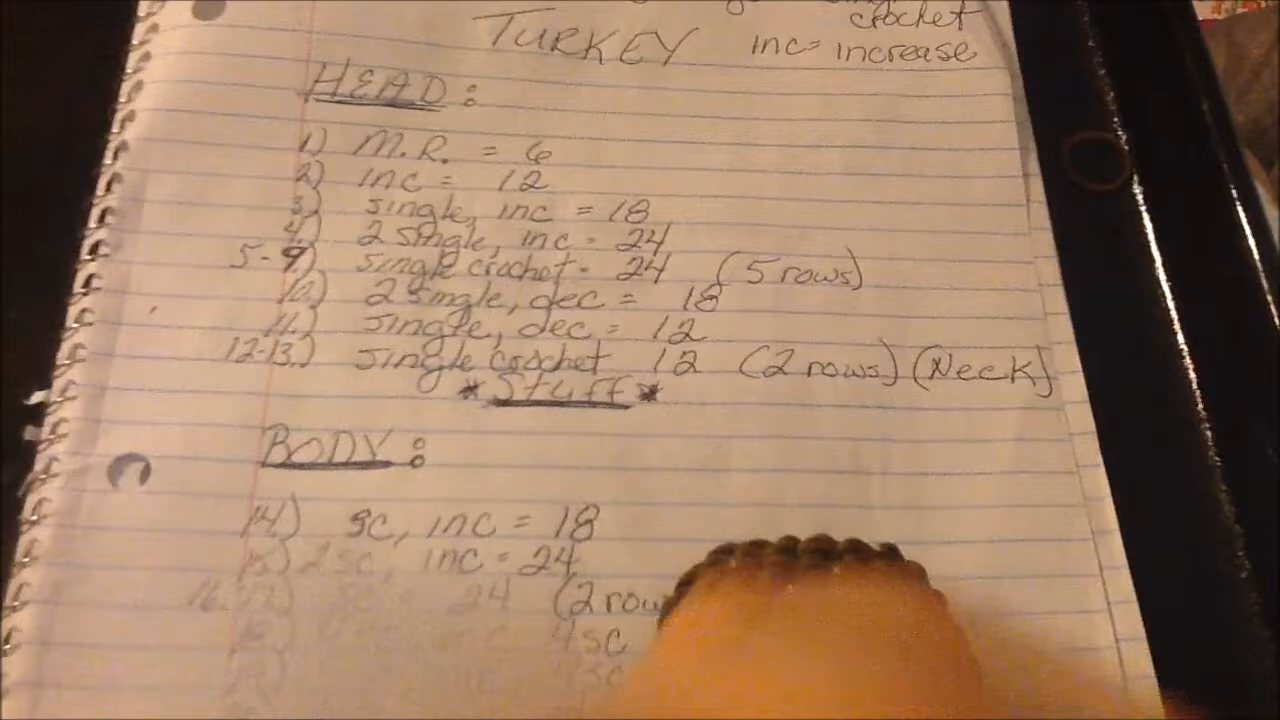 crochet
TURKEY inc= increase
HEAD:
1.) M.R. = 6
2) inc = 12
3) single, inc = 18
4.) 2 single, inc - 24
5-9.) single crochet - 24 (5 rows)
10.) 2 single, dec = 18
11.) single, dec = 12
12-13.) single crochet 12 (2 rows) (Neck)
*Stuff*
BODY:
14.) sc, inc = 18
15.) 2sc, inc = 24
24 (2 row
4sc